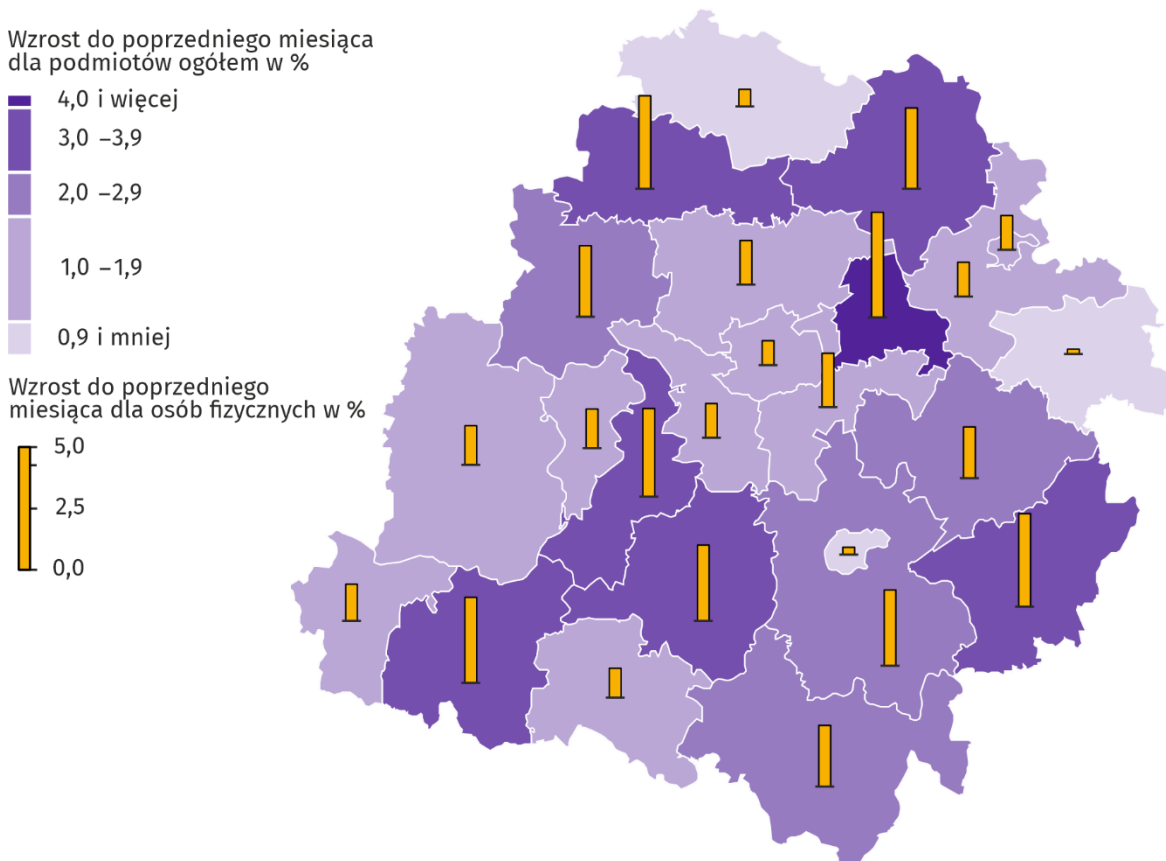 Wzrost do poprzedniego miesiąca
dla podmiotów ogółem w %
4,0 i więcej
3,0 –3,9
2,0 –2,9
1,0 –1,9
0,9 i mniej
Wzrost do poprzedniego
miesiąca dla osób fizycznych w %
5,0
2,5
0,0